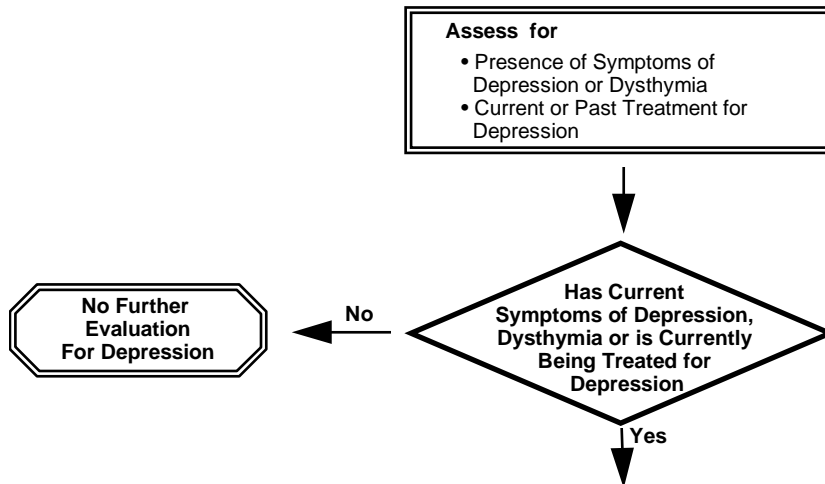 Assess for
• Presence of Symptoms of
Depression or Dysthymia
• Current or Past Treatment for
Depression
Has Current
Symptoms of Depression,
Dysthymia or is Currently
Being Treated for
Depression
No
No Further
Evaluation
For Depression
Yes